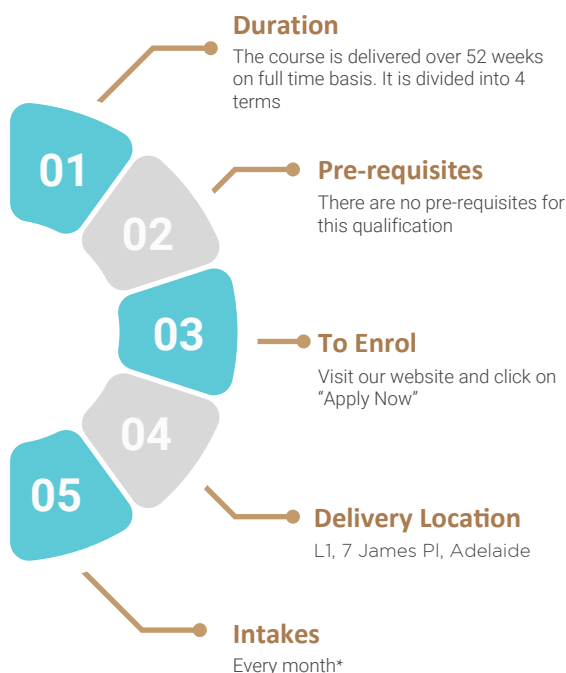 01
Duration
The course is delivered over 52 weeks
on full time basis. It is divided into 4
terms
02
Pre-requisites
There are no pre-requisites for
this qualification
03
To Enrol
Visit our website and click on
“Apply Now”
04
Delivery Location
L1, 7 James Pl, Adelaide
05
Intakes
Every month*